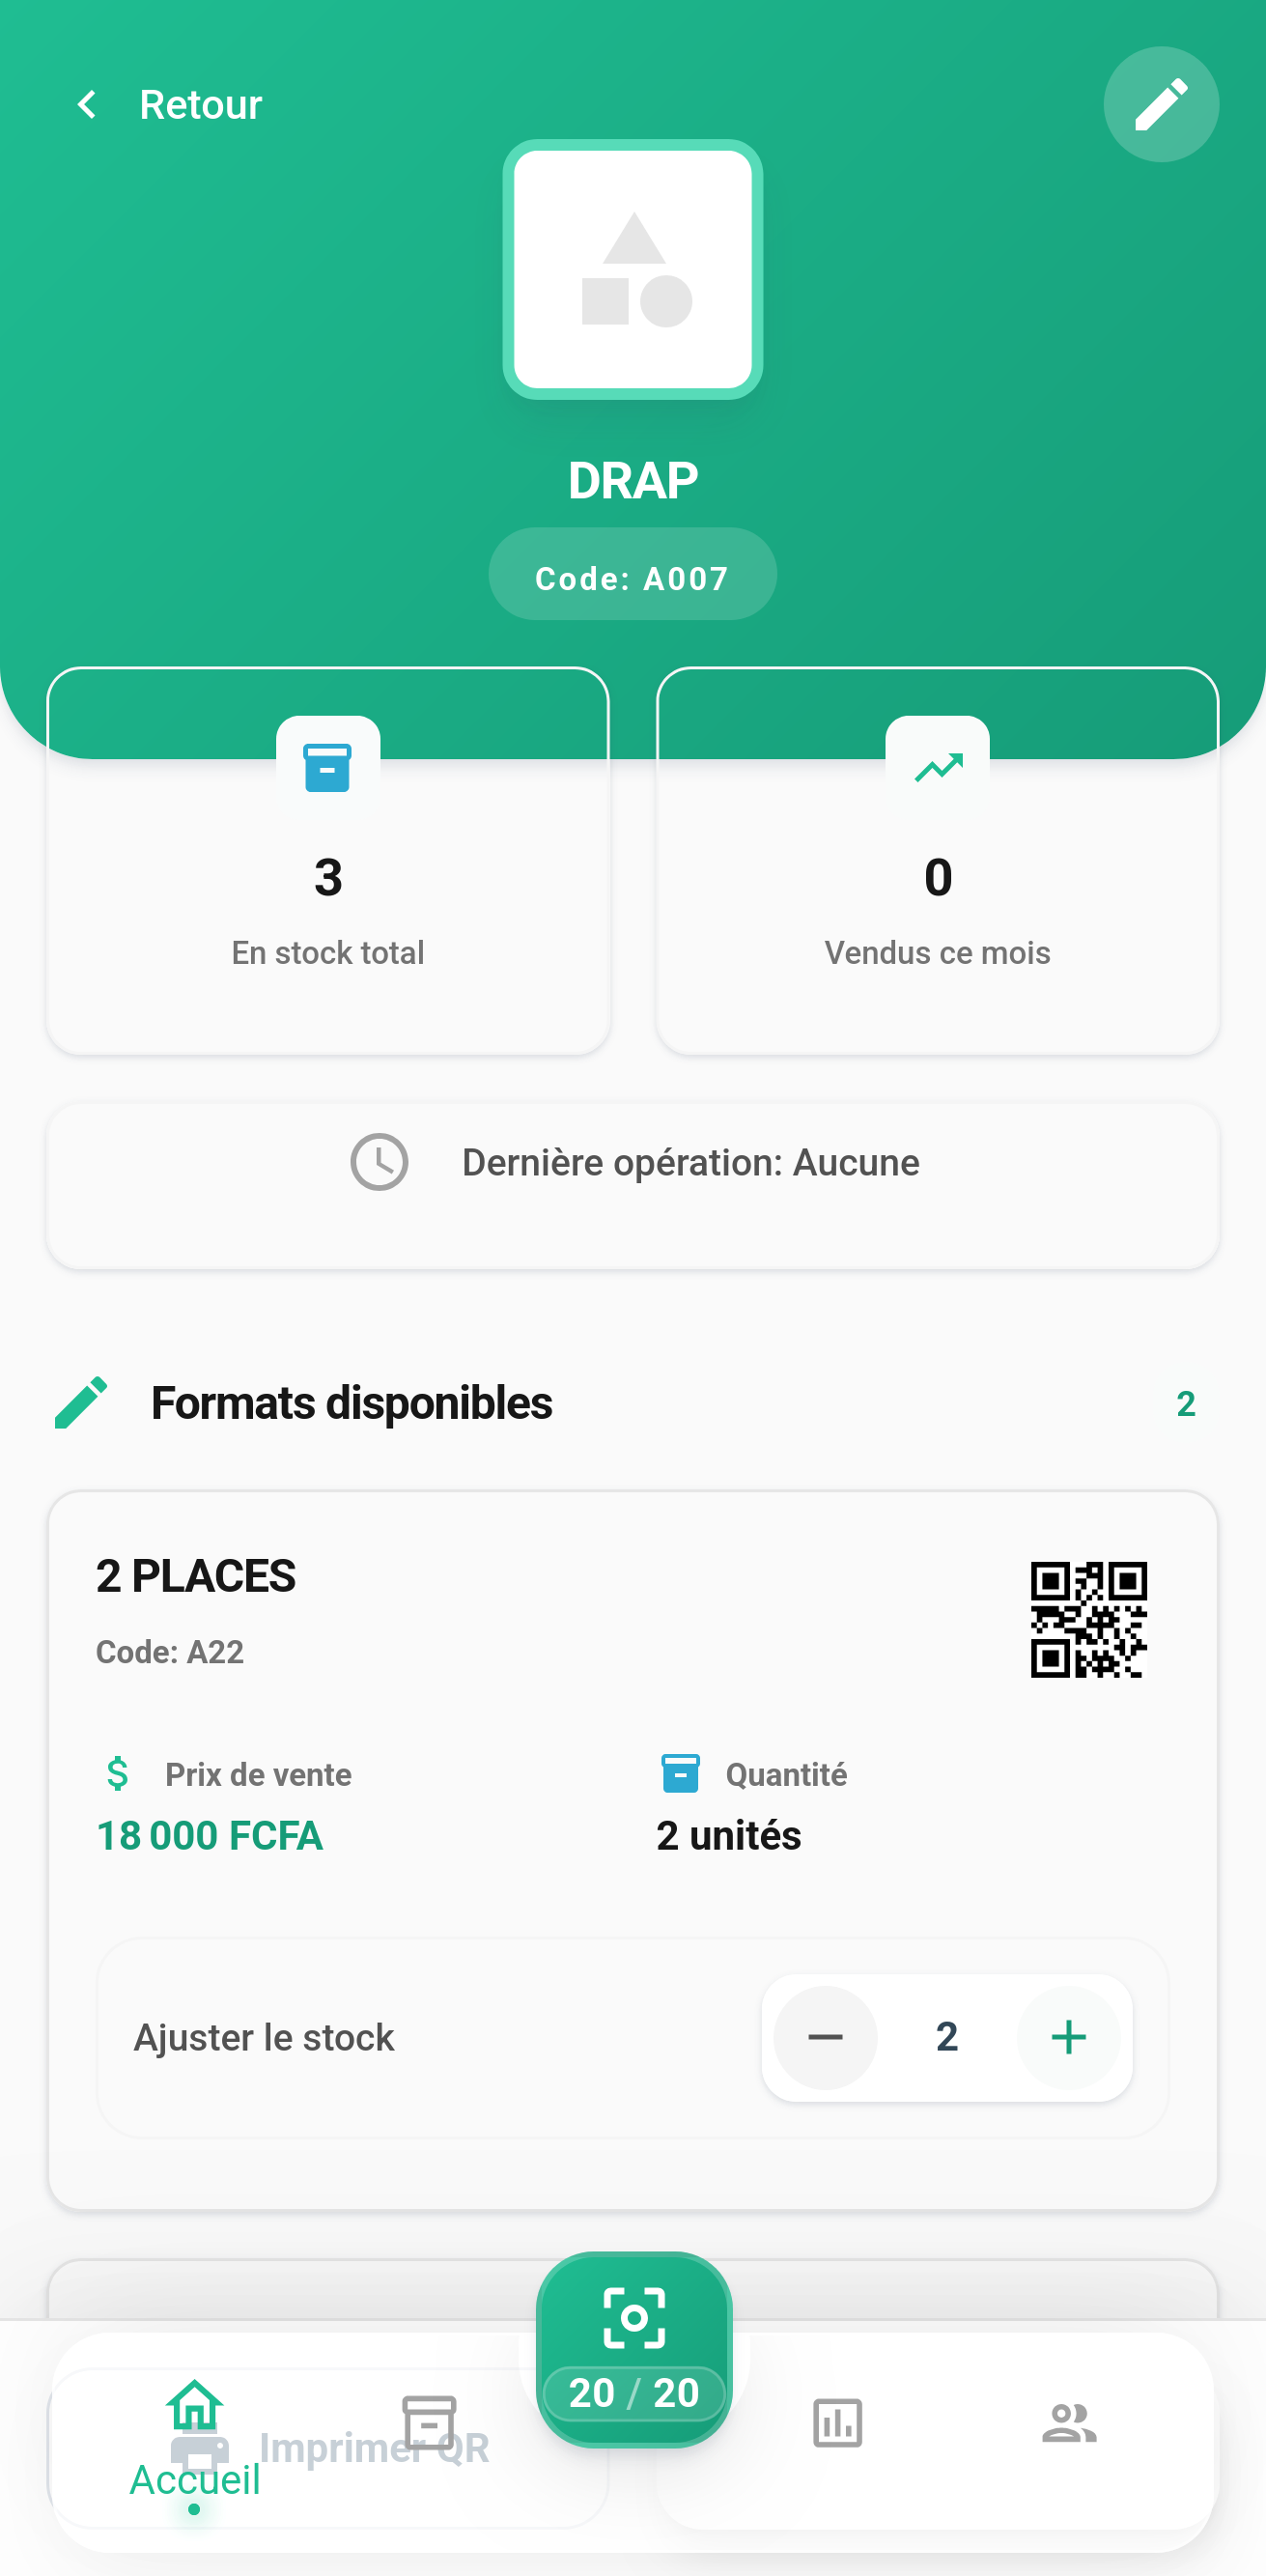 Retour
DRAP
Code: A007
3
En stock total
0
Vendus ce mois
Dernière opération: Aucune
Formats disponibles
2
2 PLACES
Code: A22
$ Prix de vente
18 000 FCFA
Quantité
2 unités
Ajuster le stock
2
20 / 20
Imprimer QR
Accueil